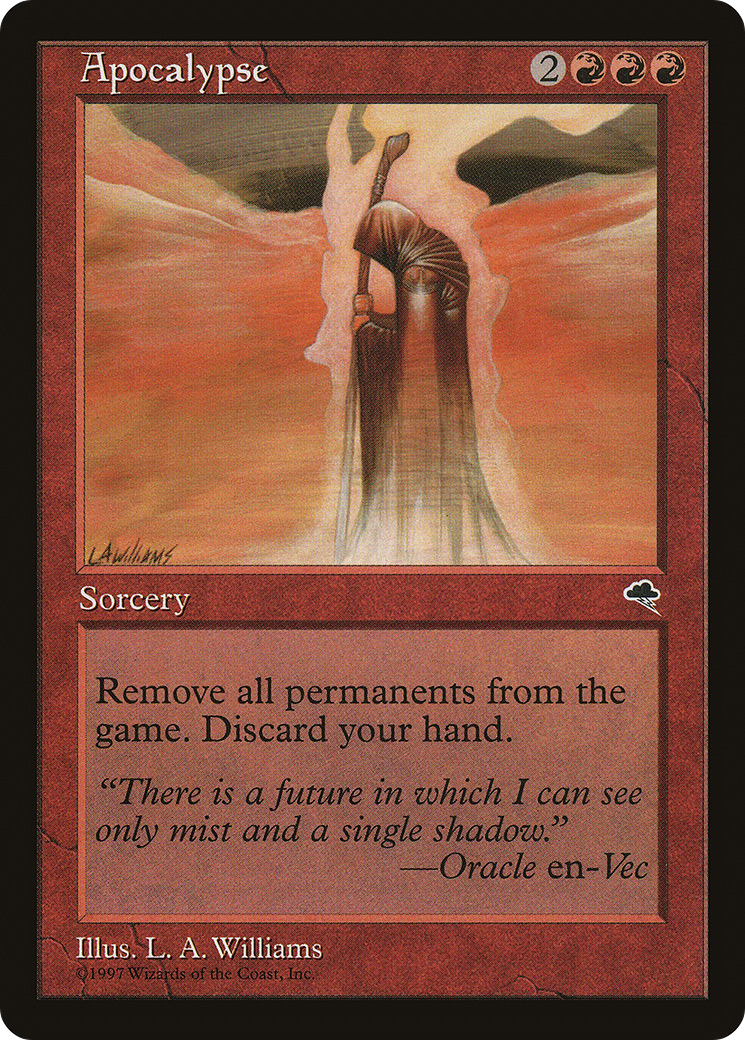 Apocalypse 2
LAWilliams
Sorcery
Remove all permanents from the
game. Discard your hand.
“There is a future in which I can see
only mist and a single shadow.”
—Oracle en-Vec
Illus. L. A. Williams
©1997 Wizards of the Coast, Inc.